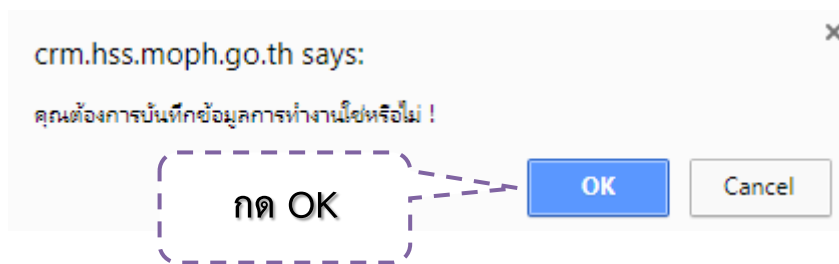 crm.hss.moph.go.th says:
คุณต้องการบันทึกข้อมูลการทำงานใช่หรือไม่ !
กด OK
OK
Cancel